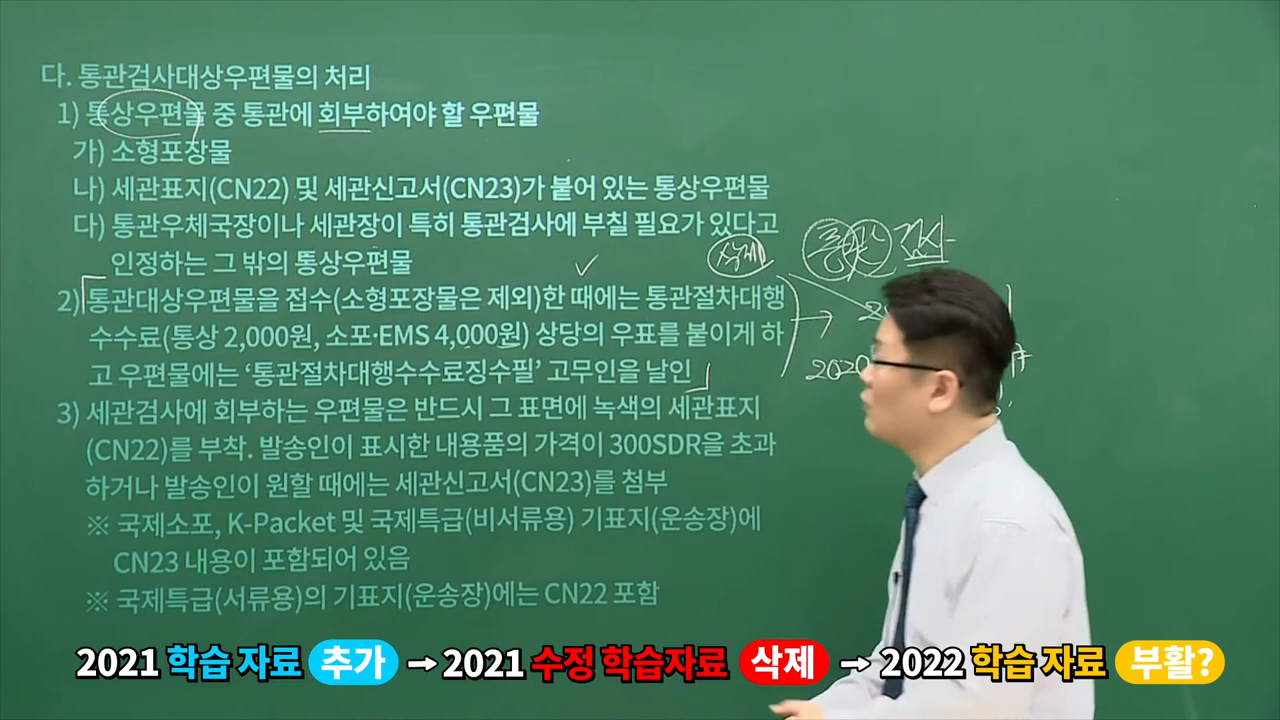 다. 통관검사대상우편물의 처리
1) 통상우편물 중 통관에 회부하여야 할 우편물
가) 소형포장물
나) 세관표지(CN22) 및 세관신고서(CN23)가 붙어 있는 통상우편물
다) 통관우체국장이나 세관장이 특히 통관검사에 부칠 필요가 있다고
인정하는 그 밖의 통상우편물
삭제
2) 통관대상우편물을 접수(소형포장물은 제외)한 때에는 통관절차대행
수수료(통상 2,000원, 소포·EMS 4,000원) 상당의 우표를 붙이게 하
고 우편물에는 ‘통관절차대행수수료징수필’ 고무인을 날인
2020
3) 세관검사에 회부하는 우편물은 반드시 그 표면에 녹색의 세관표지
(CN22)를 부착. 발송인이 표시한 내용품의 가격이 300SDR을 초과
하거나 발송인이 원할 때에는 세관신고서(CN23)를 첨부
※ 국제소포, K-Packet 및 국제특급(비서류용) 기표지(운송장)에
CN23 내용이 포함되어 있음
※ 국제특급(서류용)의 기표지(운송장)에는 CN22 포함
2021 학습 자료 추가 → 2021 수정 학습자료 삭제 → 2022 학습 자료 부활?